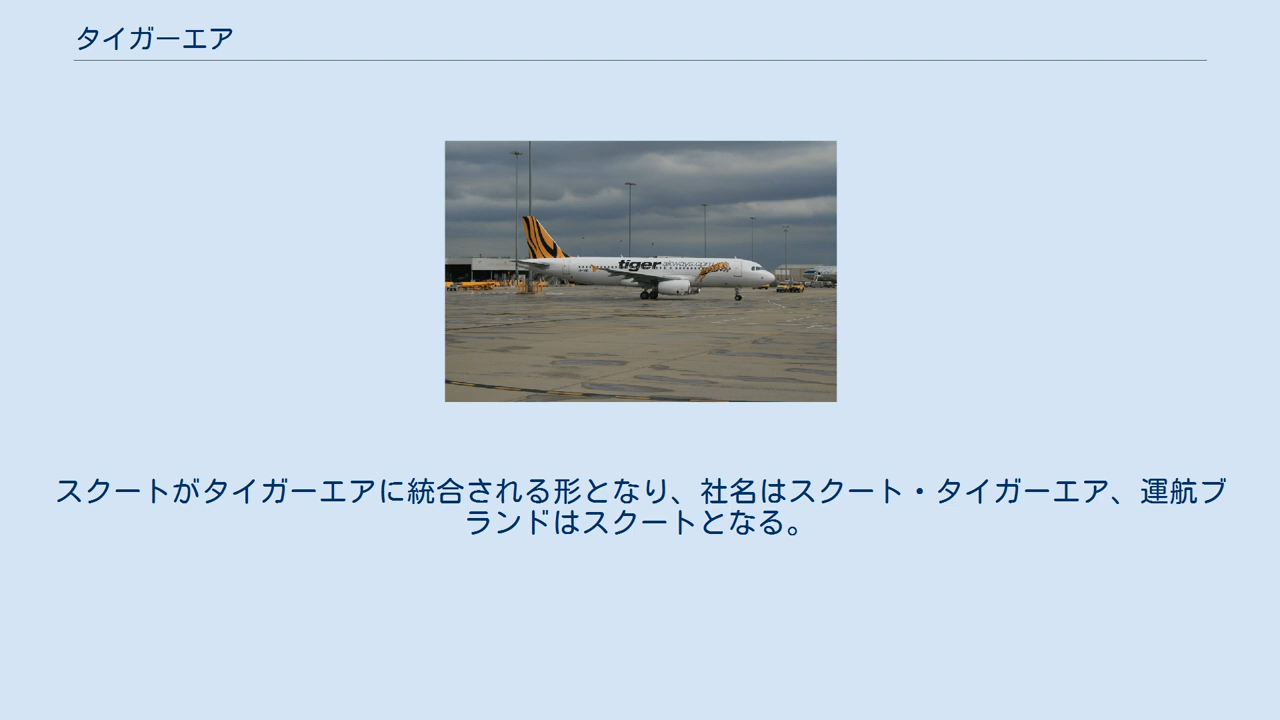 タイガーエア
tiger airways.com
スクートがタイガーエアに統合される形となり、社名はスクート・タイガーエア、運航ブ
ランドはスクートとなる。